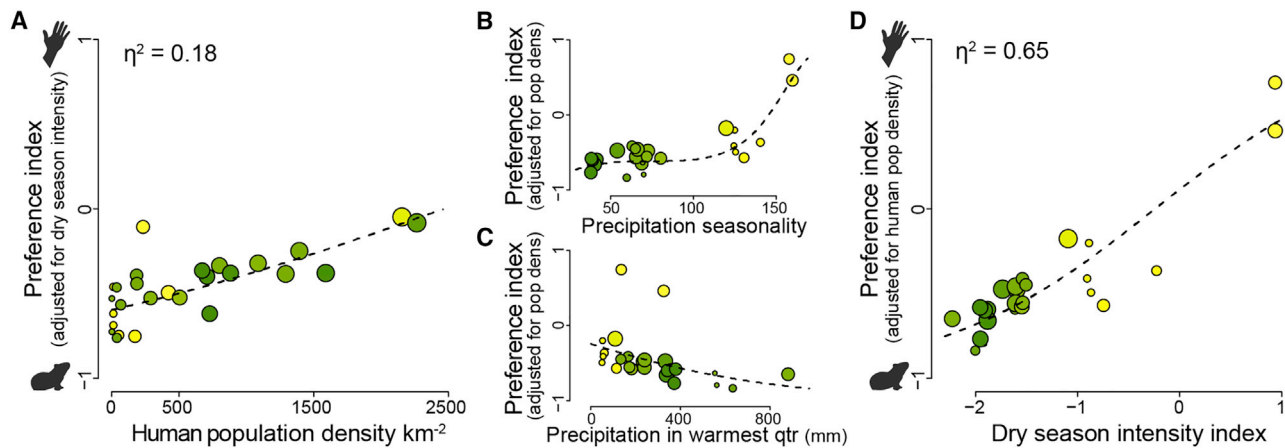 A
η² = 0.18
Preference index
(adjusted for dry season intensity)
1
0
−1
0
500
1500
2500
Human population density km⁻²
B
Preference index
(adjusted for pop dens)
1
0
−1
50
100
150
Precipitation seasonality
C
Preference index
(adjusted for pop dens)
1
0
−1
0
400
800
Precipitation in warmest qtr (mm)
D
η² = 0.65
Preference index
(adjusted for human pop density)
1
0
−1
−2
−1
0
1
Dry season intensity index